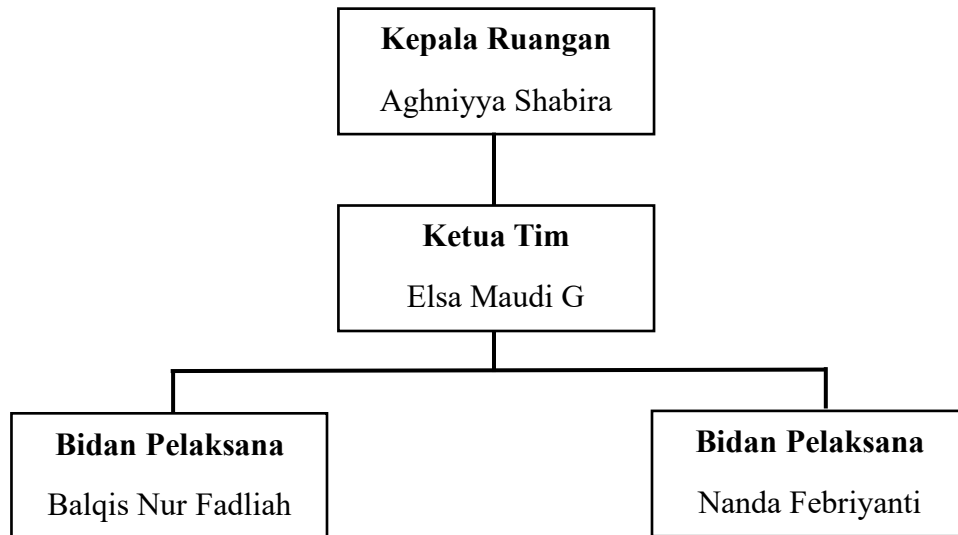 Kepala Ruangan
Aghniyya Shabira
Ketua Tim
Elsa Maudi G
Bidan Pelaksana
Balqis Nur Fadliah
Bidan Pelaksana
Nanda Febriyanti